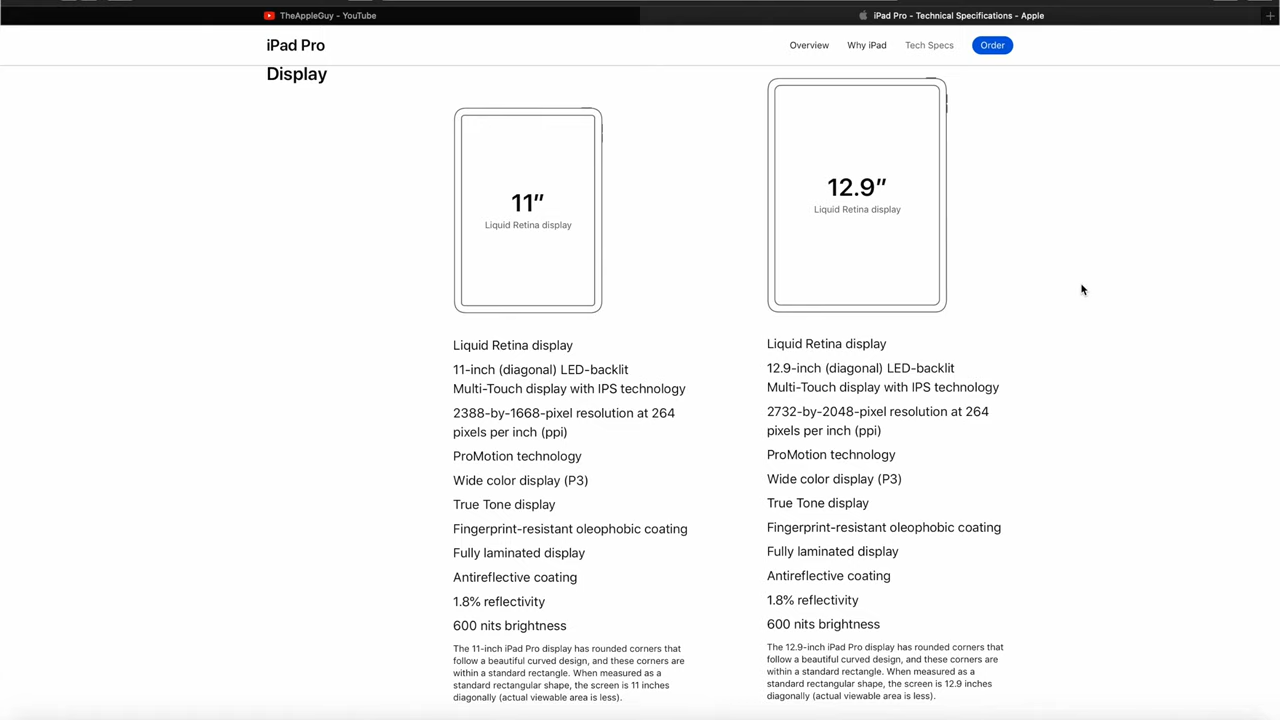 TheAppleGuy - YouTube
iPad Pro - Technical Specifications - Apple
iPad Pro
Overview
Why iPad
Tech Specs
Order
Display
11″
Liquid Retina display
Liquid Retina display
11-inch (diagonal) LED-backlit
Multi-Touch display with IPS technology
2388-by-1668-pixel resolution at 264
pixels per inch (ppi)
ProMotion technology
Wide color display (P3)
True Tone display
Fingerprint-resistant oleophobic coating
Fully laminated display
Antireflective coating
1.8% reflectivity
600 nits brightness
The 11-inch iPad Pro display has rounded corners that
follow a beautiful curved design, and these corners are
within a standard rectangle. When measured as a
standard rectangular shape, the screen is 11 inches
diagonally (actual viewable area is less).
12.9″
Liquid Retina display
Liquid Retina display
12.9-inch (diagonal) LED-backlit
Multi-Touch display with IPS technology
2732-by-2048-pixel resolution at 264
pixels per inch (ppi)
ProMotion technology
Wide color display (P3)
True Tone display
Fingerprint-resistant oleophobic coating
Fully laminated display
Antireflective coating
1.8% reflectivity
600 nits brightness
The 12.9-inch iPad Pro display has rounded corners that
follow a beautiful curved design, and these corners are
within a standard rectangle. When measured as a
standard rectangular shape, the screen is 12.9 inches
diagonally (actual viewable area is less).